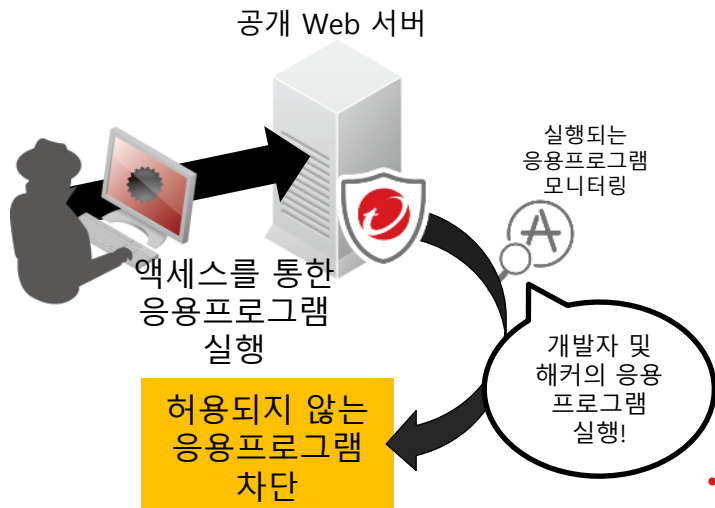 공개 Web 서버
실행되는
응용프로그램
모니터링
액세스를 통한
응용프로그램
실행
개발자 및
해커의 응용
프로그램
실행!
허용되지 않는
응용프로그램
차단